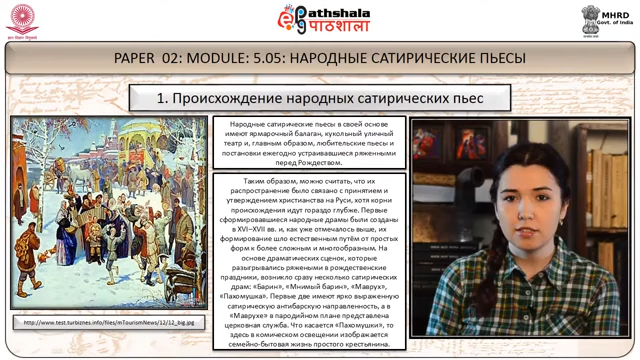 ePathshala
पाठशाला
MHRD
Govt. of India
PAPER 02: MODULE: 5.05: НАРОДНЫЕ САТИРИЧЕСКИЕ ПЬЕСЫ
1. Происхождение народных сатирических пьес
Народные сатирические пьесы в своей основе
имеют ярмарочный балаган, кукольный уличный
театр и, главным образом, любительские пьесы и
постановки ежегодно устраивавшиеся ряженными
перед Рождеством.
Таким образом, можно считать, что их
распространение было связано с принятием и
утверждением христианства на Руси, хотя корни
происхождения идут гораздо глубже. Первые
сформировавшиеся народные драмы были созданы
в XVI–XVII вв. и, как уже отмечалось выше, их
формирование шло естественным путём от простых
форм к более сложным и многообразным. На
основе драматических сценок, которые
разыгрывались ряжеными в рождественские
праздники, возникло сразу несколько сатирических
драм: «Барин», «Мнимый барин», «Маврух»,
«Пахомушка». Первые две имеют ярко выраженную
сатирическую антибарскую направленность, а в
«Маврухе» в пародийном плане представлена
церковная служба. Что касается «Пахомушки», то
здесь в комическом освещении изображается
семейно-бытовая жизнь простого крестьянина.
http://www.test.turbiznes.info/files/mTourismNews/12/12_big.jpg